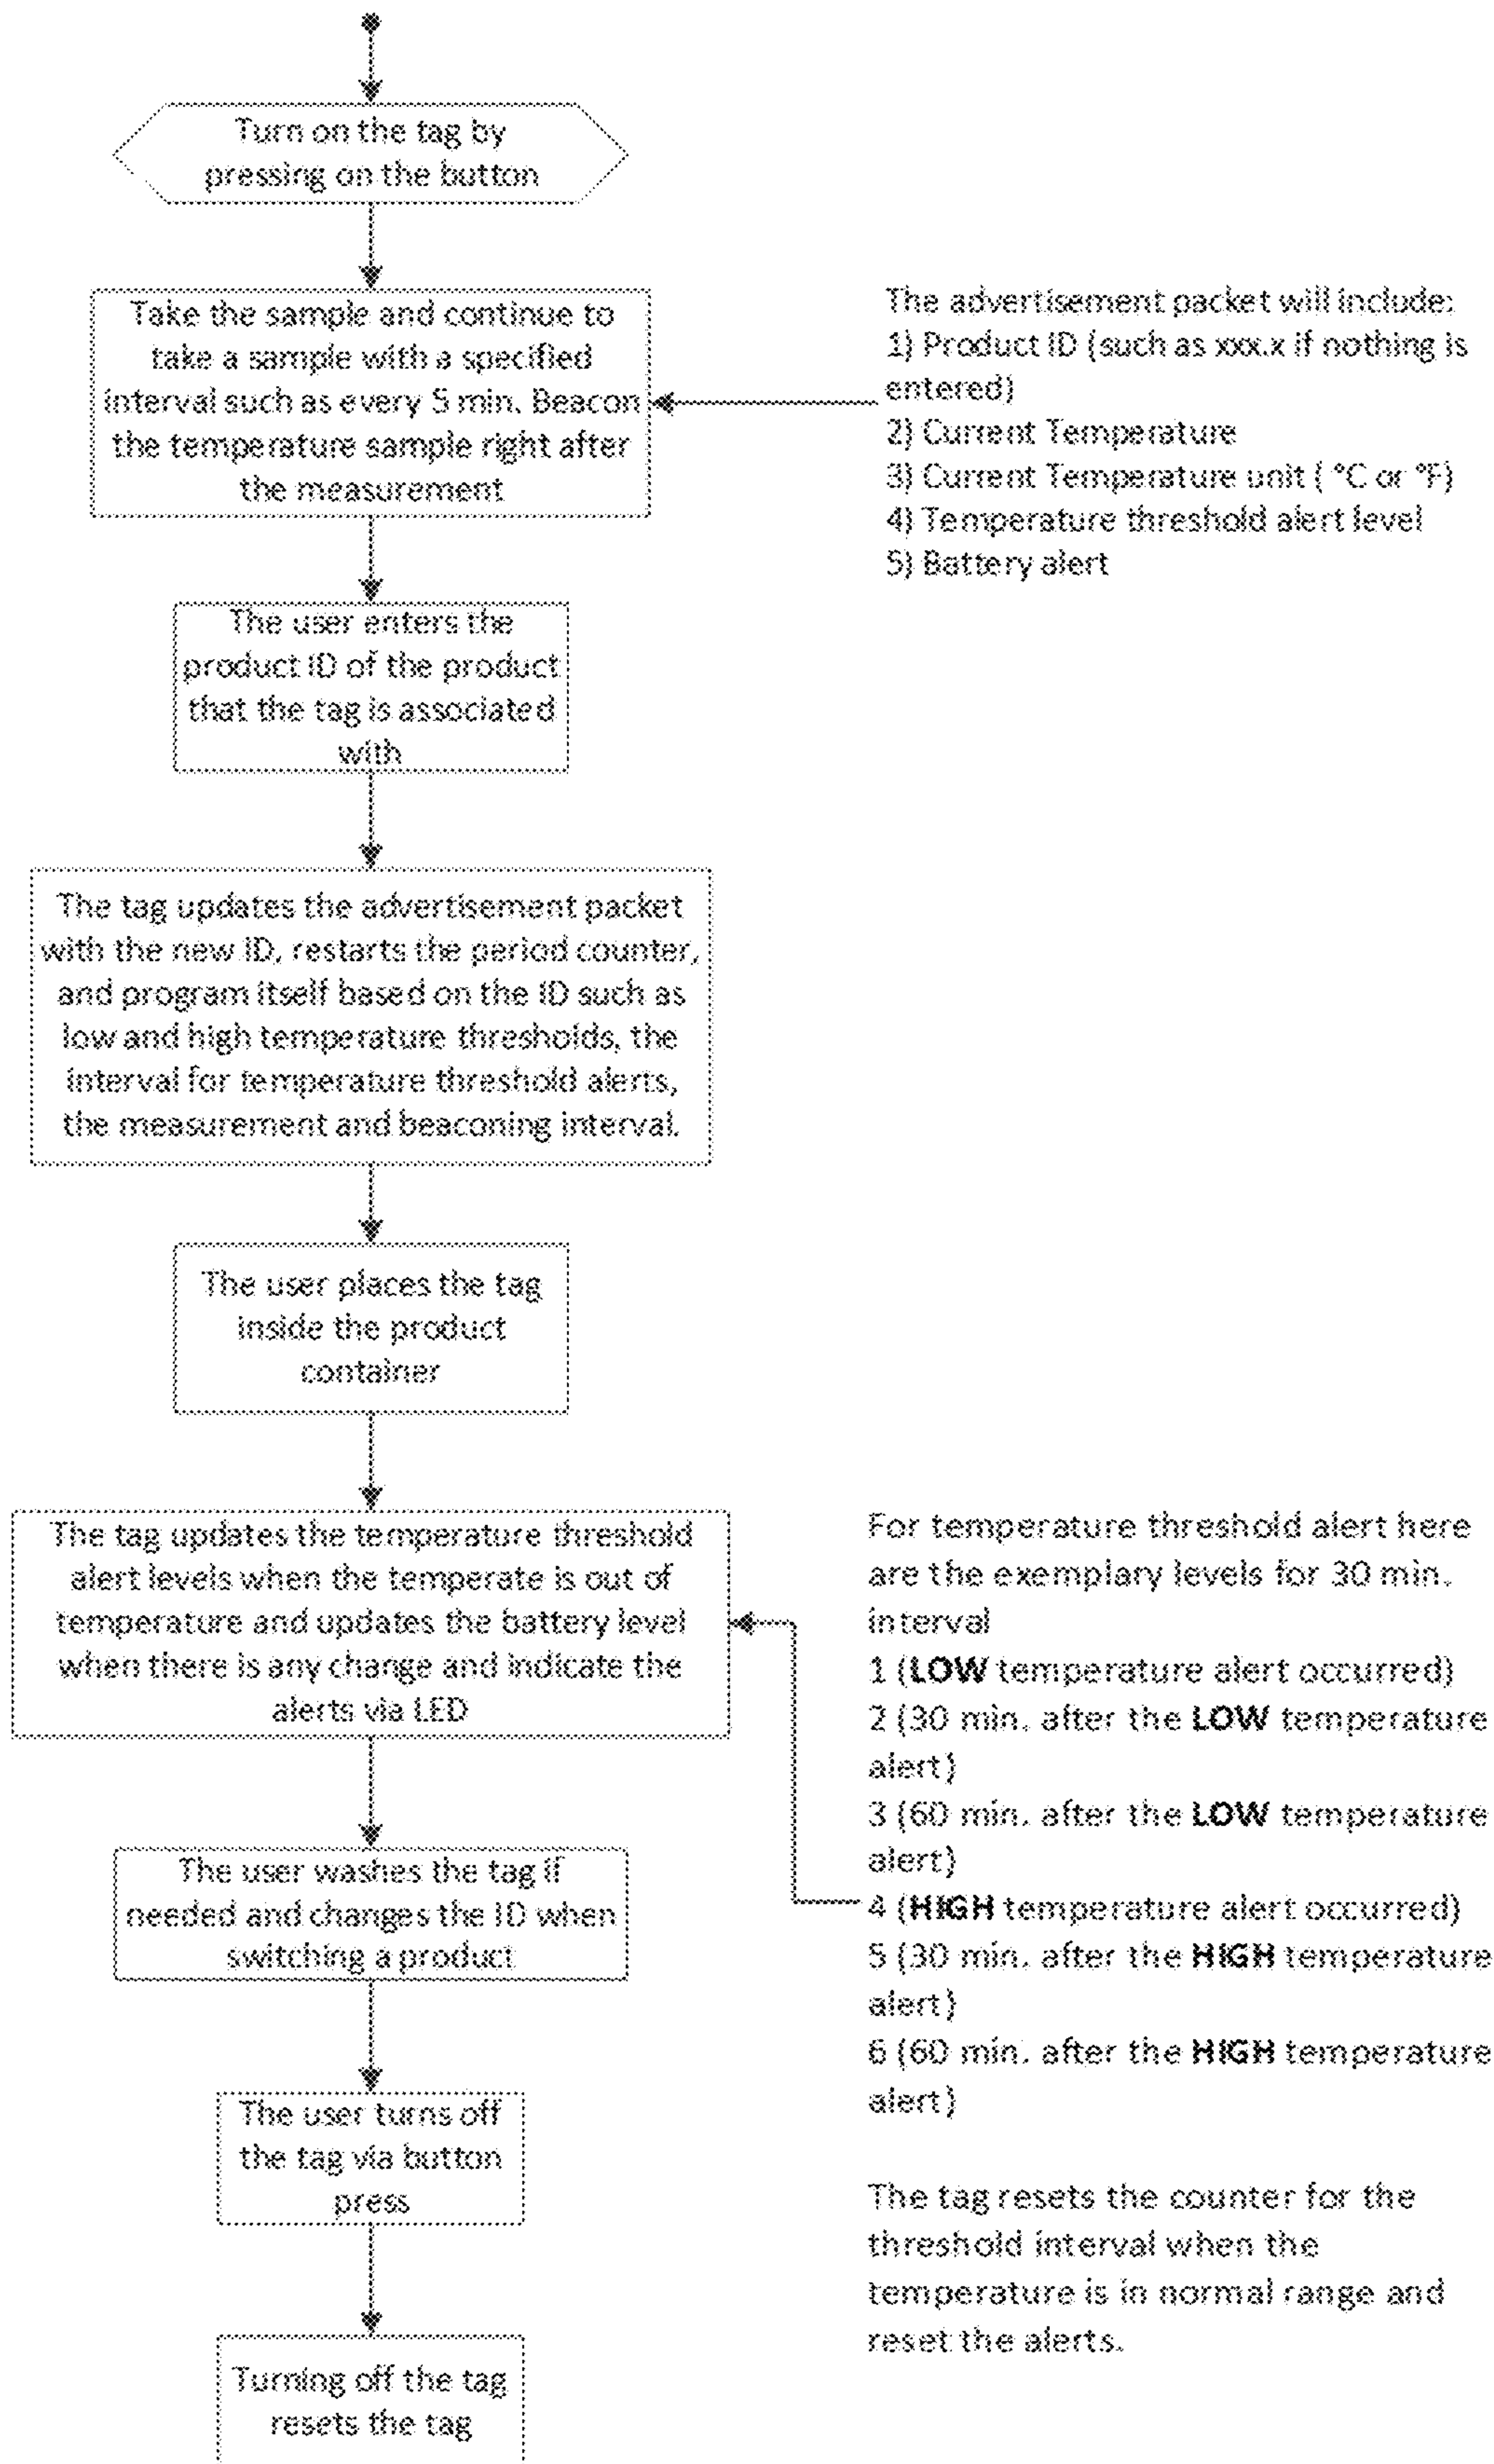 Turn on the tag by
pressing on the button
Take the sample and continue to
take a sample with a specified
interval such as every 5 min. Beacon
the temperature sample right after
the measurement
The advertisement packet will include:
1) Product ID (such as xxx.x if nothing is
entered)
2) Current Temperature
3) Current Temperature unit ( °C or °F)
4) Temperature threshold alert level
5) Battery alert
The user enters the
product ID of the product
that the tag is associated
with
The tag updates the advertisement packet
with the new ID, restarts the period counter,
and program itself based on the ID such as
low and high temperature thresholds, the
interval for temperature threshold alerts,
the measurement and beaconing interval.
The user places the tag
inside the product
container
The tag updates the temperature threshold
alert levels when the temperate is out of
temperature and updates the battery level
when there is any change and indicate the
alerts via LED
For temperature threshold alert here
are the exemplary levels for 30 min.
interval
1 (LOW temperature alert occurred)
2 (30 min. after the LOW temperature
alert)
3 (60 min. after the LOW temperature
alert)
4 (HIGH temperature alert occurred)
5 (30 min. after the HIGH temperature
alert)
6 (60 min. after the HIGH temperature
alert)
The tag resets the counter for the
threshold interval when the
temperature is in normal range and
reset the alerts.
The user washes the tag if
needed and changes the ID when
switching a product
The user turns off
the tag via button
press
Turning off the tag
resets the tag